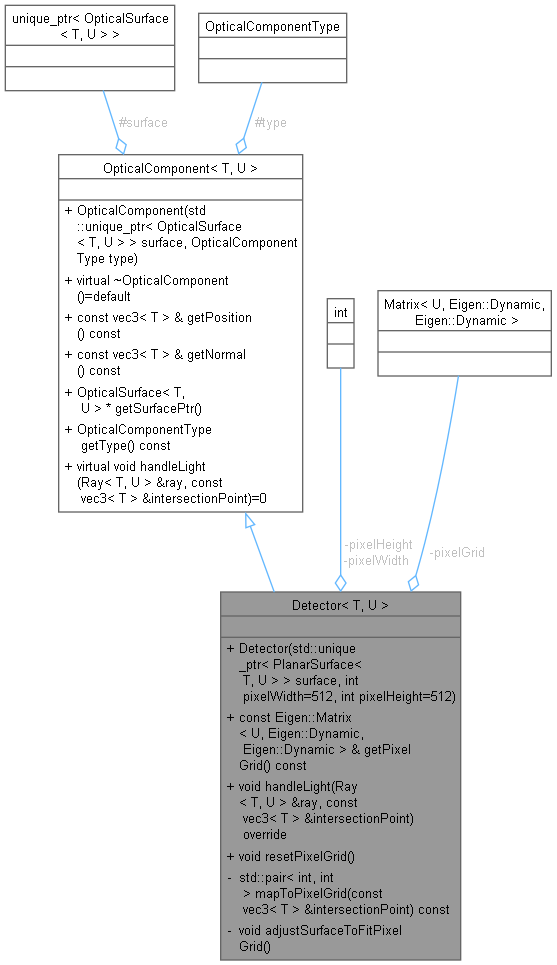 unique_ptr< OpticalSurface
< T, U > >
OpticalComponentType
#surface
#type
OpticalComponent< T, U >
+ OpticalComponent(std
::unique_ptr< OpticalSurface
< T, U > > surface, OpticalComponent
Type type)
+ virtual ~OpticalComponent
()=default
+ const vec3< T > & getPosition
() const
+ const vec3< T > & getNormal
() const
+ OpticalSurface< T,
U > * getSurfacePtr()
+ OpticalComponentType
getType() const
+ virtual void handleLight
(Ray< T, U > &ray, const
vec3< T > &intersectionPoint)=0
int
Matrix< U, Eigen::Dynamic,
Eigen::Dynamic >
-pixelHeight
-pixelWidth
-pixelGrid
Detector< T, U >
+ Detector(std::unique
_ptr< PlanarSurface<
T, U > > surface, int
pixelWidth=512, int pixelHeight=512)
+ const Eigen::Matrix
< U, Eigen::Dynamic,
Eigen::Dynamic > & getPixel
Grid() const
+ void handleLight(Ray
< T, U > &ray, const
vec3< T > &intersectionPoint)
override
+ void resetPixelGrid()
- std::pair< int, int
> mapToPixelGrid(const
vec3< T > &intersectionPoint) const
- void adjustSurfaceToFitPixel
Grid()